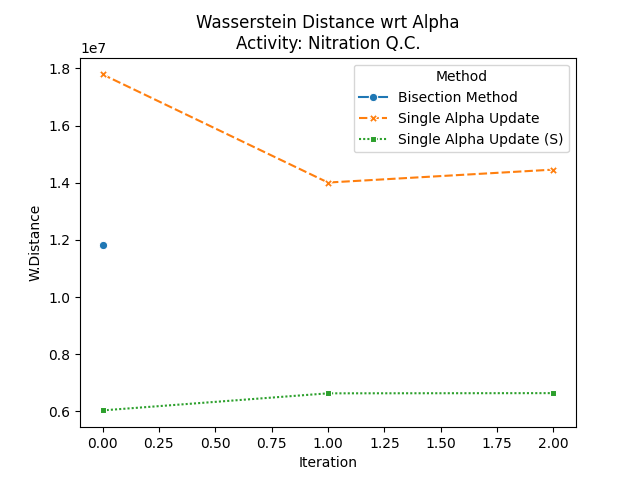 Wasserstein Distance wrt Alpha
Activity: Nitration Q.C.
1e7
1.8
1.6
1.4
1.2
1.0
0.8
0.6
W.Distance
Method
Bisection Method
Single Alpha Update
Single Alpha Update (S)
0.00 0.25 0.50 0.75 1.00 1.25 1.50 1.75 2.00
Iteration